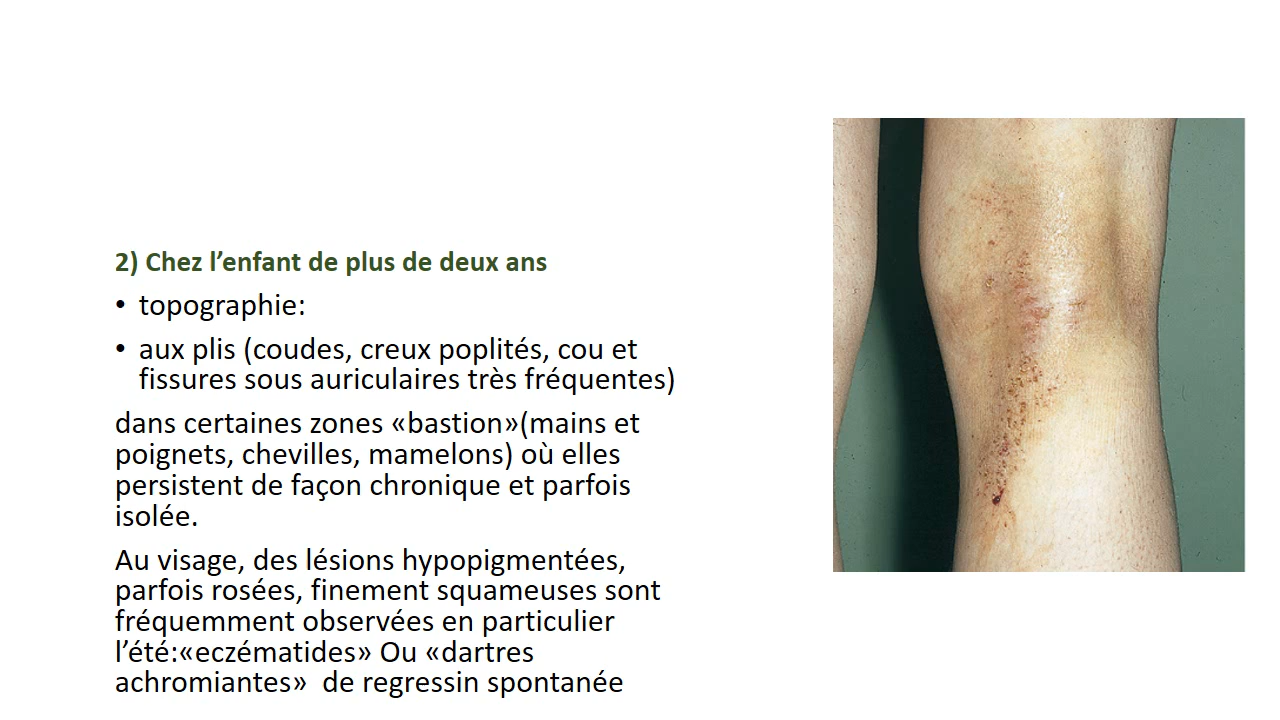 2) Chez l’enfant de plus de deux ans
• topographie:
• aux plis (coudes, creux poplités, cou et
fissures sous auriculaires très fréquentes)
dans certaines zones «bastion»(mains et
poignets, chevilles, mamelons) où elles
persistent de façon chronique et parfois
isolée.
Au visage, des lésions hypopigmentées,
parfois rosées, finement squameuses sont
fréquemment observées en particulier
l’été:«eczématides» Ou «dartres
achromiantes»  de regressin spontanée